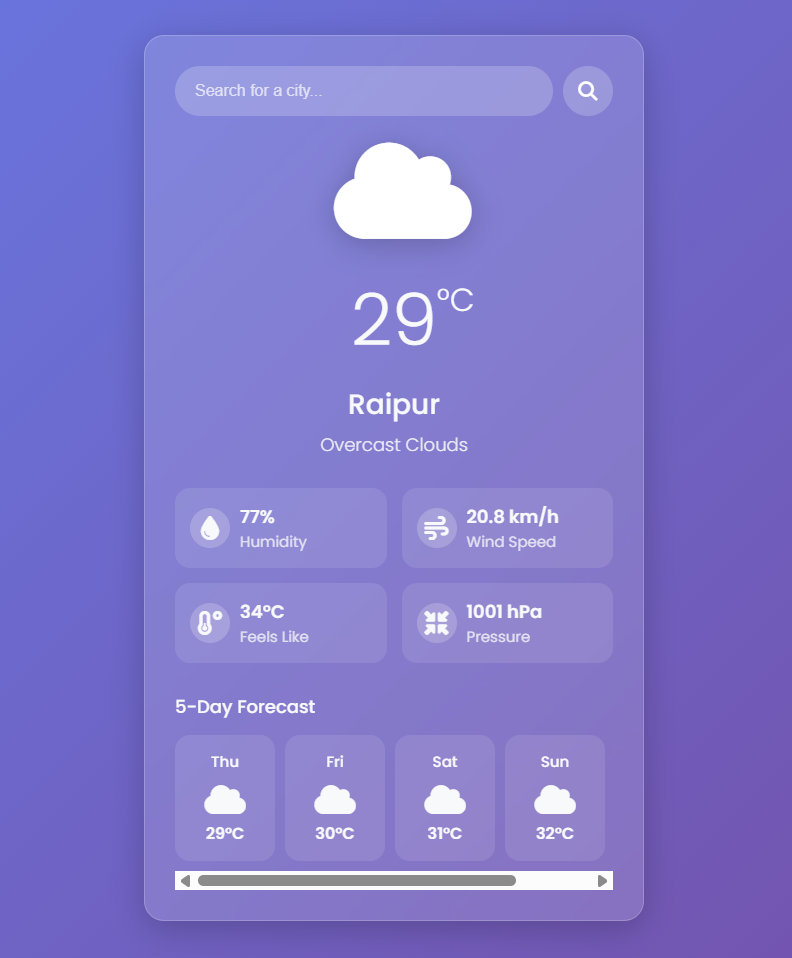 Search for a city...
29°C
Raipur
Overcast Clouds
77%
Humidity
20.8 km/h
Wind Speed
34°C
Feels Like
1001 hPa
Pressure
5-Day Forecast
Thu Fri Sat Sun
29°C 30°C 31°C 32°C